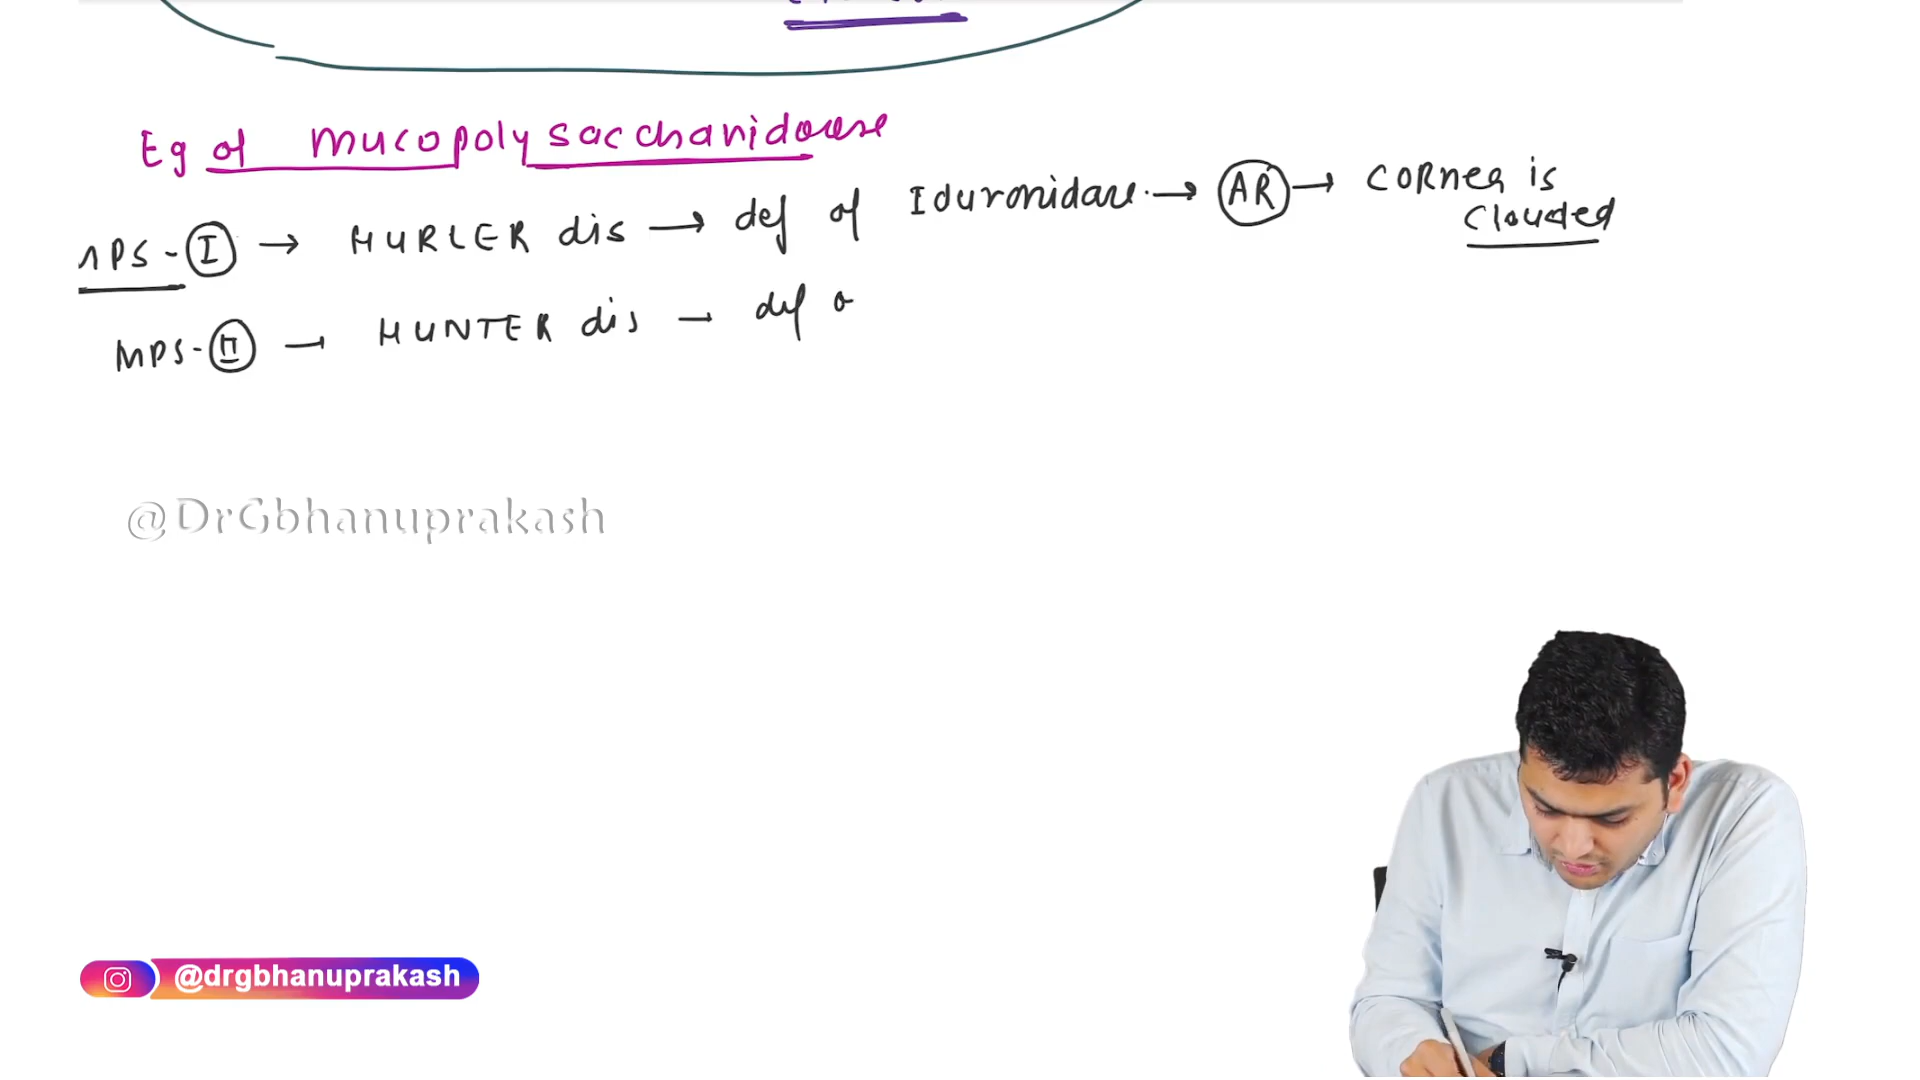 Eg of mucopolysaccharidoses
MPS - I → HURLER dis → def of Iduronidase → AR → CORnea is
clouded
MPS - II → HUNTER dis → def o
@DrGbhanuprakash
@drgbhanuprakash